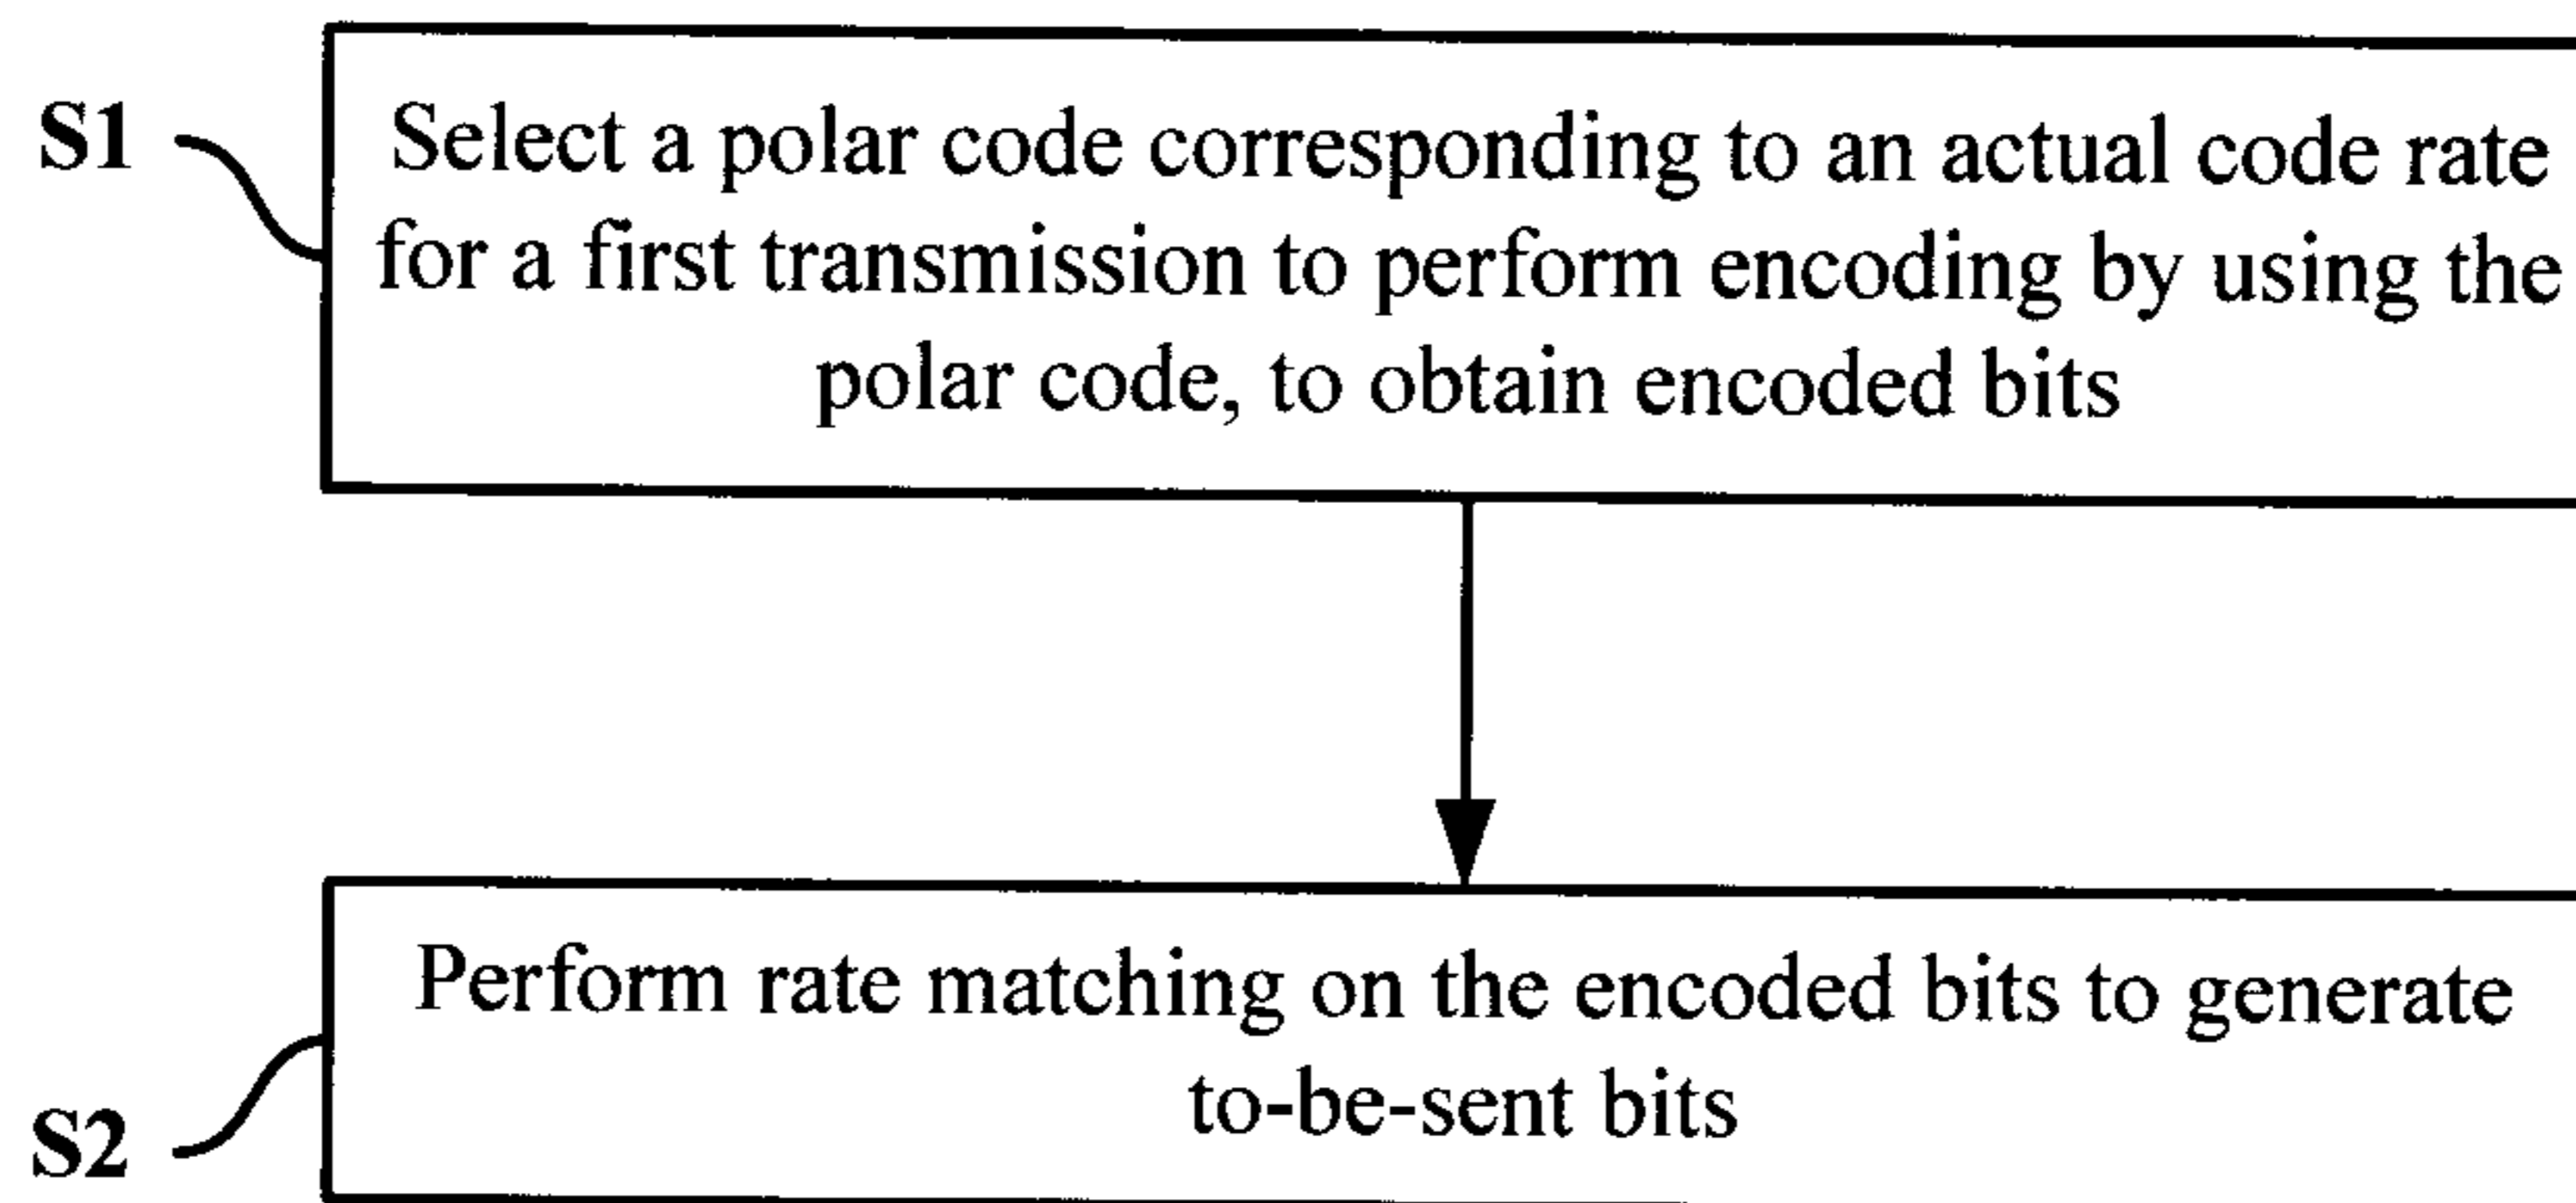 S1
Select a polar code corresponding to an actual code rate
for a first transmission to perform encoding by using the
polar code, to obtain encoded bits
Perform rate matching on the encoded bits to generate
to-be-sent bits
S2